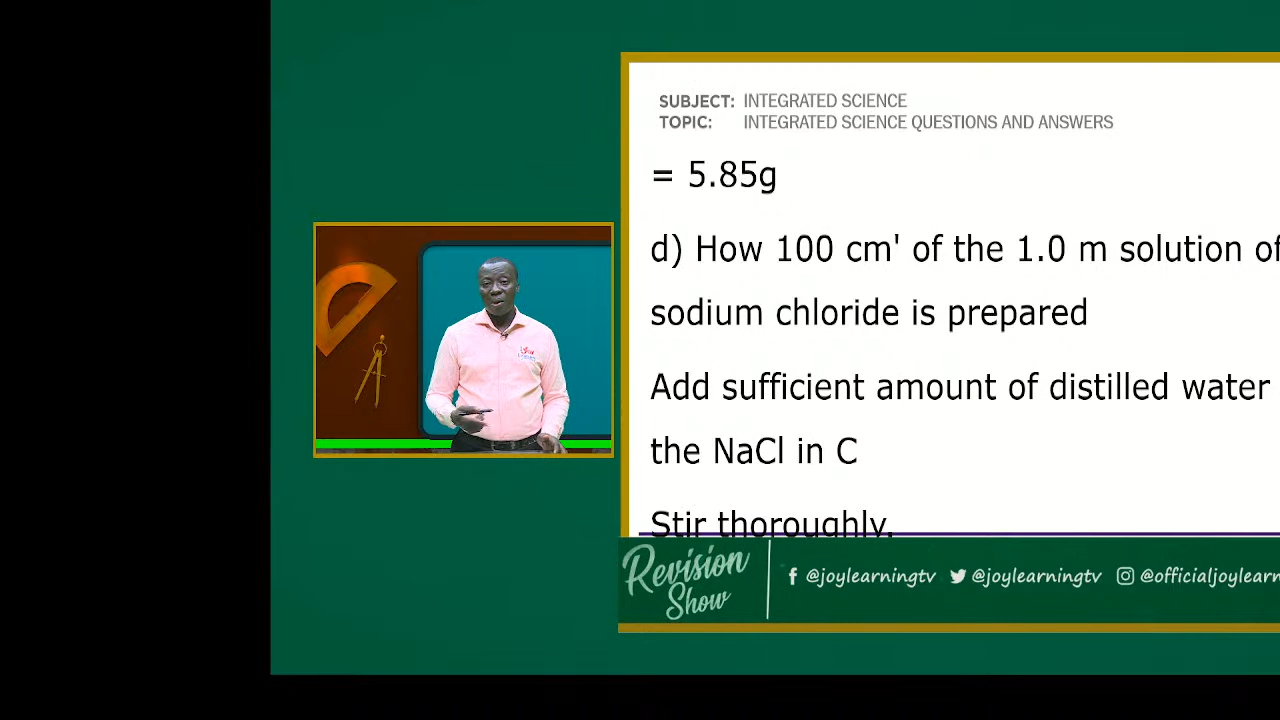 SUBJECT: INTEGRATED SCIENCE
TOPIC: INTEGRATED SCIENCE QUESTIONS AND ANSWERS
= 5.85g
d) How 100 cm' of the 1.0 m solution of
sodium chloride is prepared
Add sufficient amount of distilled water
the NaCl in C
Stir thoroughly.
Revision
Show
@joylearningtv @joylearningtv @officialjoylearn